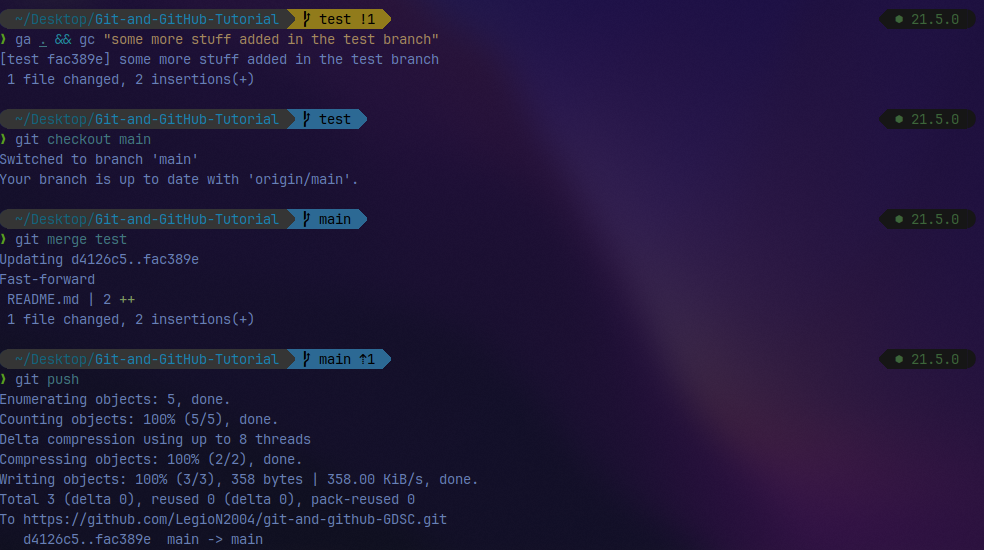 ~/Desktop/Git-and-GitHub-Tutorial test !1 21.5.0
❯ ga . && gc "some more stuff added in the test branch"
[test fac389e] some more stuff added in the test branch
1 file changed, 2 insertions(+)
~/Desktop/Git-and-GitHub-Tutorial test 21.5.0
❯ git checkout main
Switched to branch 'main'
Your branch is up to date with 'origin/main'.
~/Desktop/Git-and-GitHub-Tutorial main 21.5.0
❯ git merge test
Updating d4126c5..fac389e
Fast-forward
README.md | 2 ++
1 file changed, 2 insertions(+)
~/Desktop/Git-and-GitHub-Tutorial main ⇡1 21.5.0
❯ git push
Enumerating objects: 5, done.
Counting objects: 100% (5/5), done.
Delta compression using up to 8 threads
Compressing objects: 100% (2/2), done.
Writing objects: 100% (3/3), 358 bytes | 358.00 KiB/s, done.
Total 3 (delta 0), reused 0 (delta 0), pack-reused 0
To https://github.com/LegioN2004/git-and-github-GDSC.git
d4126c5..fac389e main -> main